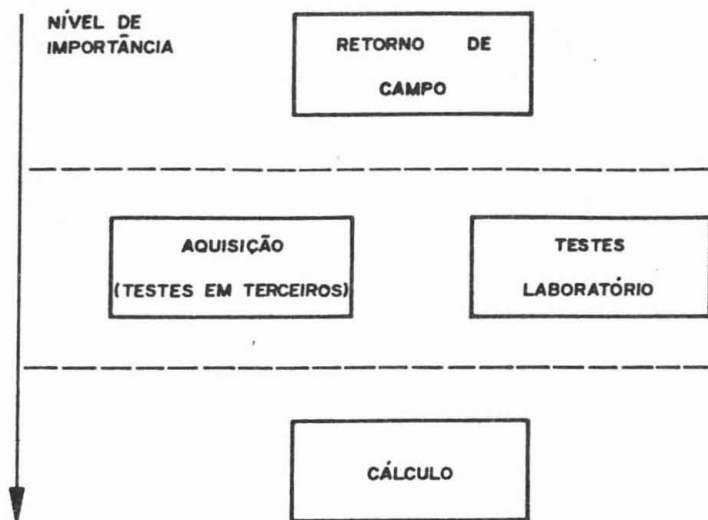 NÍVEL DE
IMPORTÂNCIA
RETORNO DE
CAMPO
AQUISIÇÃO
(TESTES EM TERCEIROS)
TESTES
LABORATÓRIO
CÁLCULO